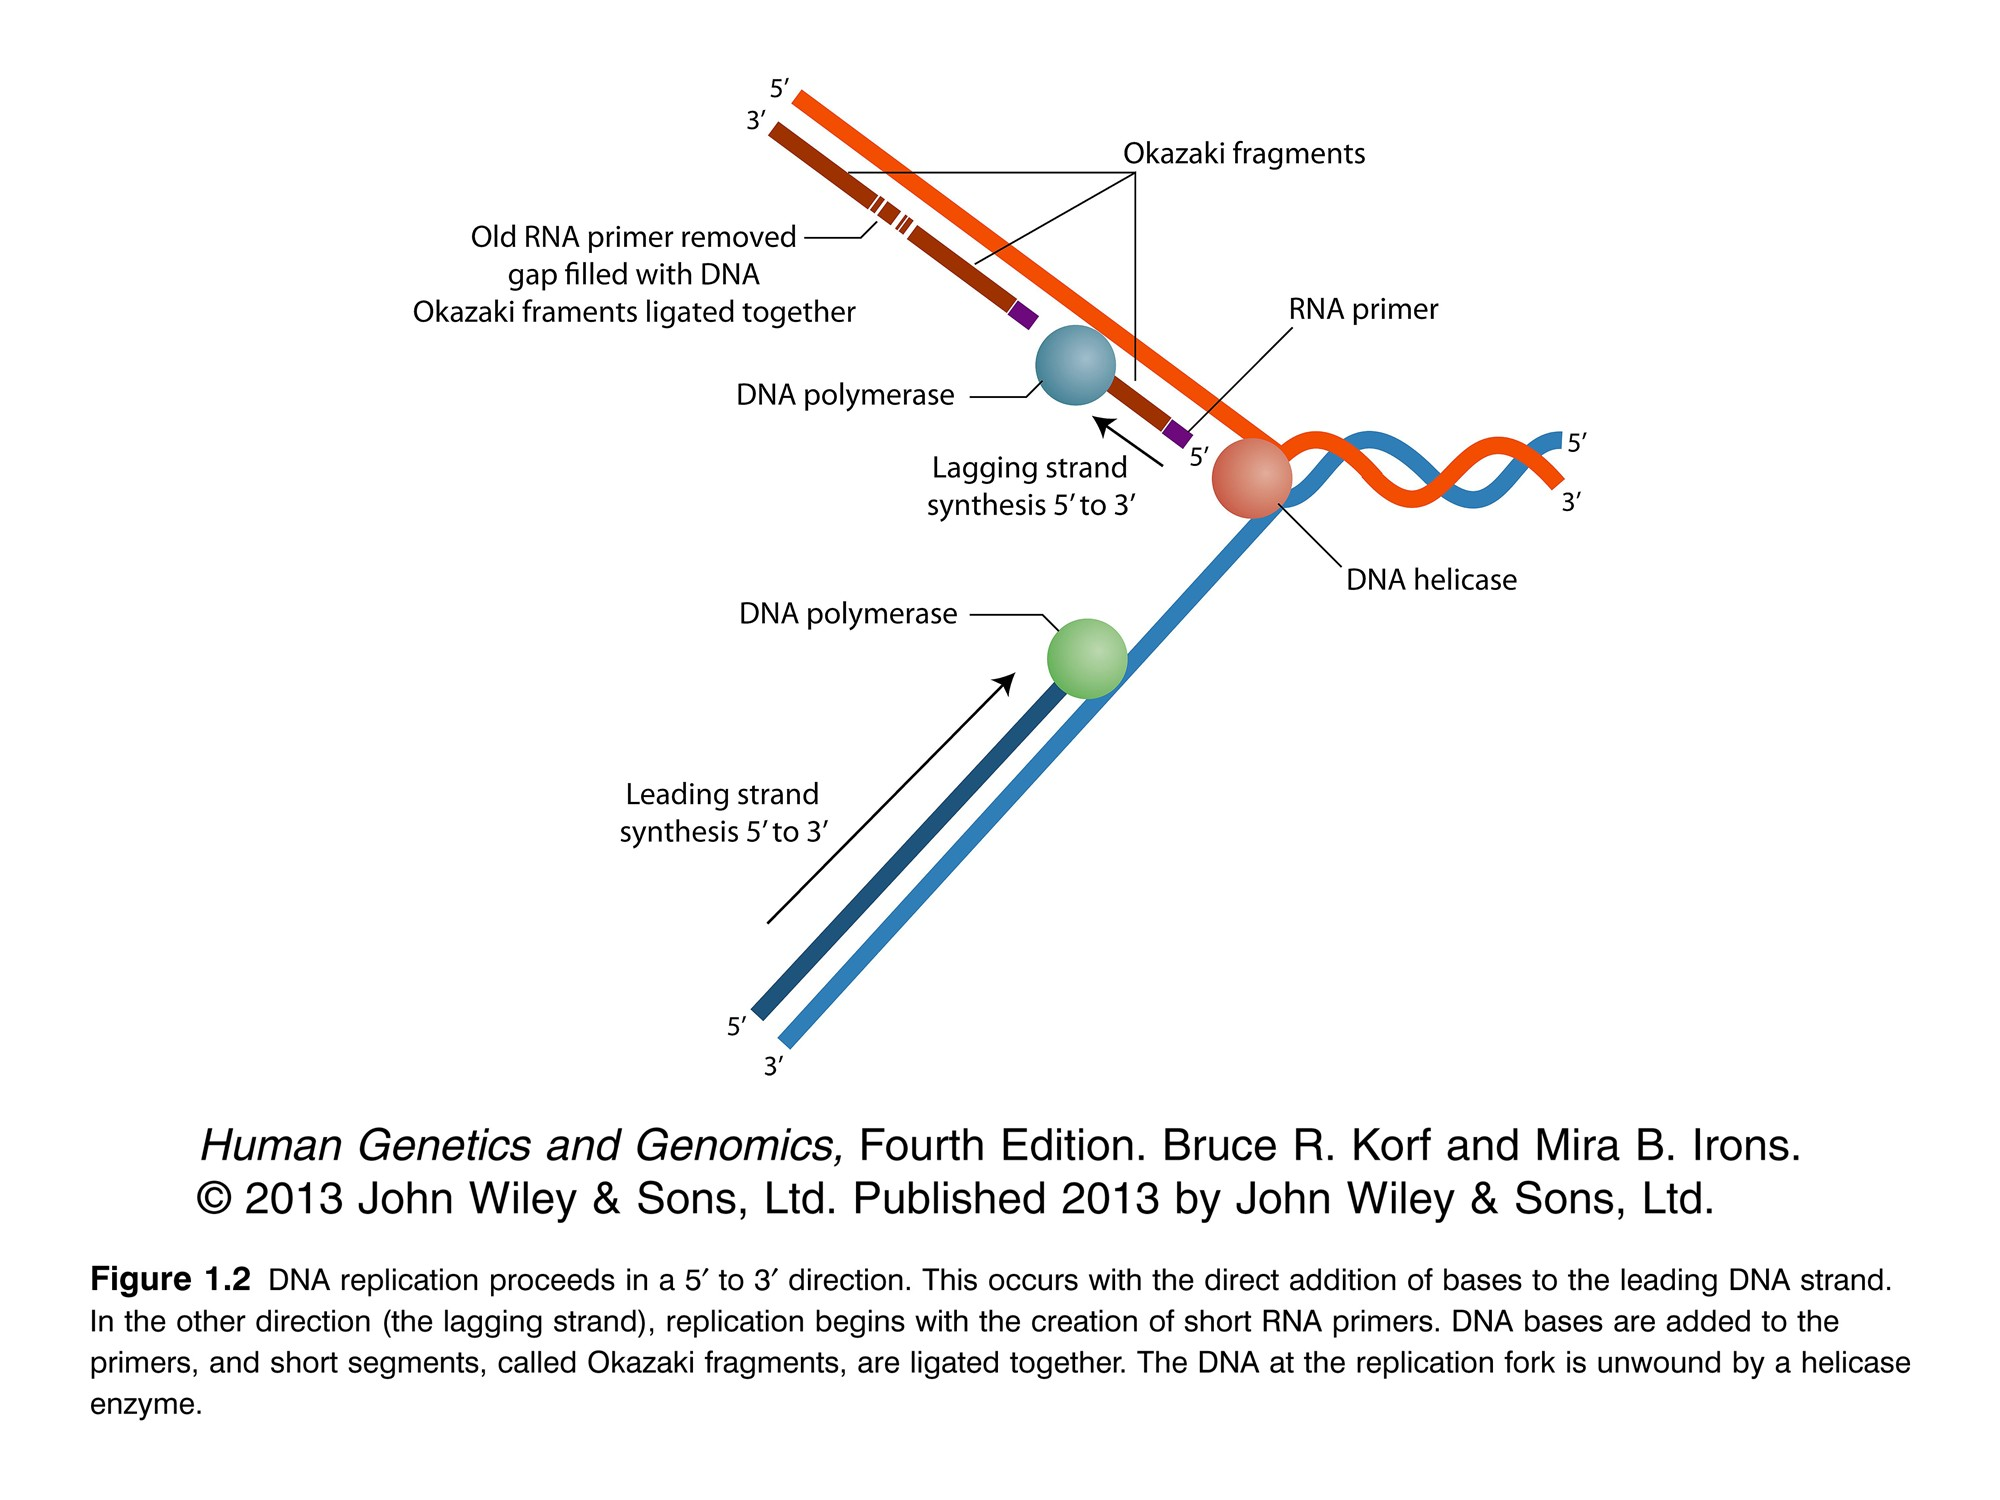 5′
3′
Okazaki fragments
Old RNA primer removed
gap filled with DNA
Okazaki framents ligated together
RNA primer
DNA polymerase
5′
Lagging strand
synthesis 5′ to 3′
5′
3′
DNA helicase
DNA polymerase
Leading strand
synthesis 5′ to 3′
5′
3′
Human Genetics and Genomics, Fourth Edition. Bruce R. Korf and Mira B. Irons.
© 2013 John Wiley & Sons, Ltd. Published 2013 by John Wiley & Sons, Ltd.
Figure 1.2 DNA replication proceeds in a 5′ to 3′ direction. This occurs with the direct addition of bases to the leading DNA strand.
In the other direction (the lagging strand), replication begins with the creation of short RNA primers. DNA bases are added to the
primers, and short segments, called Okazaki fragments, are ligated together. The DNA at the replication fork is unwound by a helicase
enzyme.